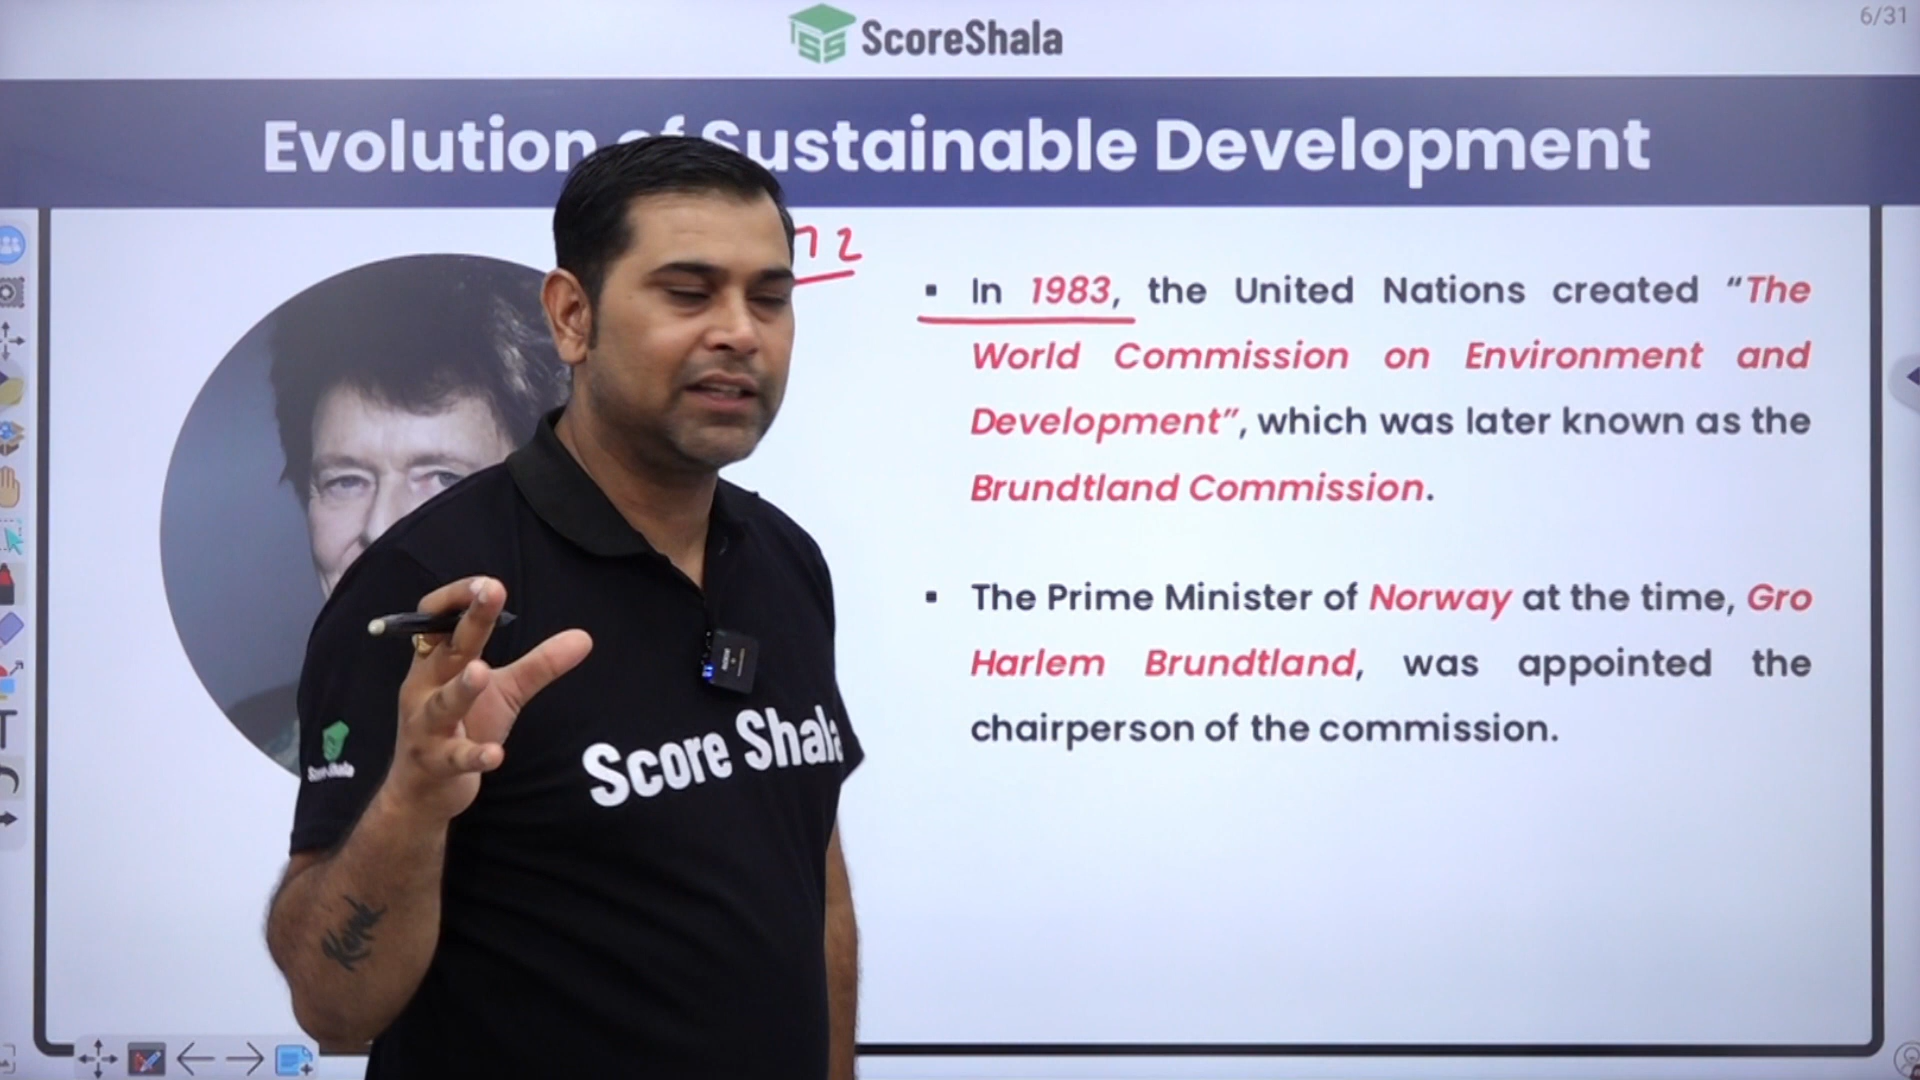 ScoreShala
6/31
Evolution of Sustainable Development
72
▪ In 1983, the United Nations created “The
World Commission on Environment and
Development”, which was later known as the
Brundtland Commission.
▪ The Prime Minister of Norway at the time, Gro
Harlem Brundtland, was appointed the
chairperson of the commission.
Score Shala